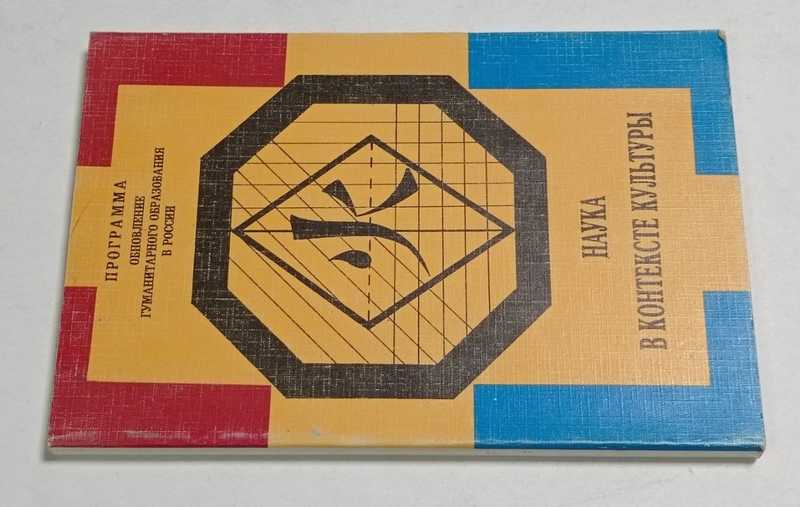 ПРОГРАММА
ОБНОВЛЕНИЕ
ГУМАНИТАРНОГО ОБРАЗОВАНИЯ
В РОССИИ
НАУКА
В КОНТЕКСТЕ КУЛЬТУРЫ